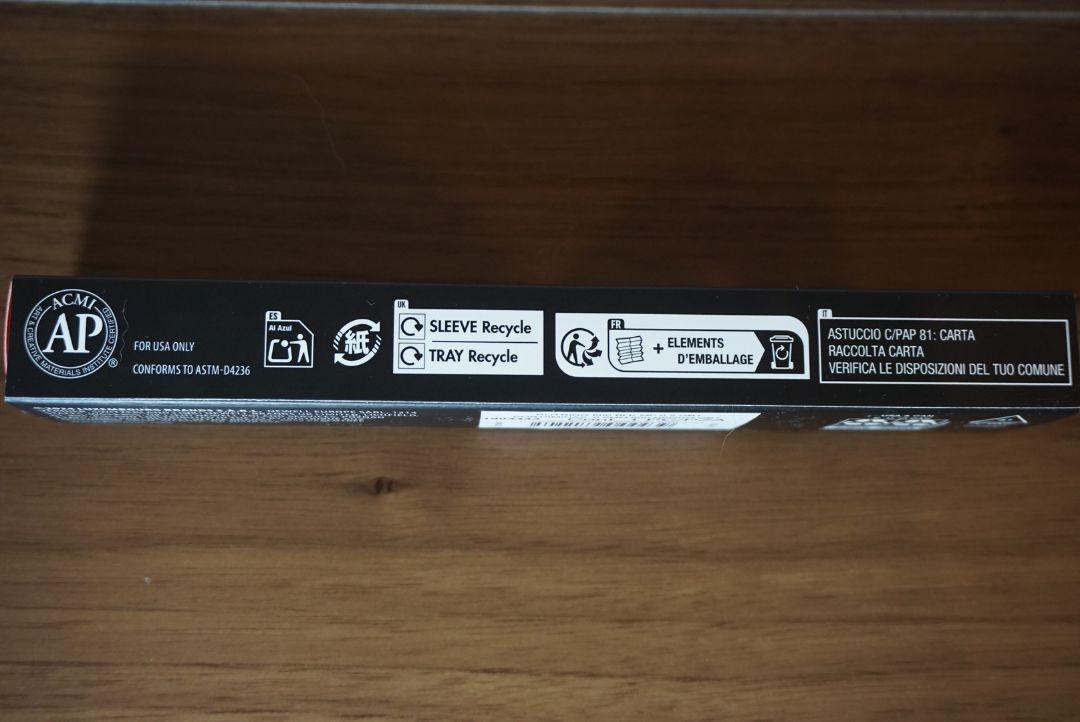 ACMI
ART & CREATIVE MATERIALS INSTITUTE CERTIFIED
AP
®
FOR USA ONLY
CONFORMS TO ASTM-D4236
ES
Al Azul
紙
UK
SLEEVE Recycle
TRAY Recycle
FR
+ ELEMENTS
D'EMBALLAGE
IT
ASTUCCIO C/PAP 81: CARTA
RACCOLTA CARTA
VERIFICA LE DISPOSIZIONI DEL TUO COMUNE